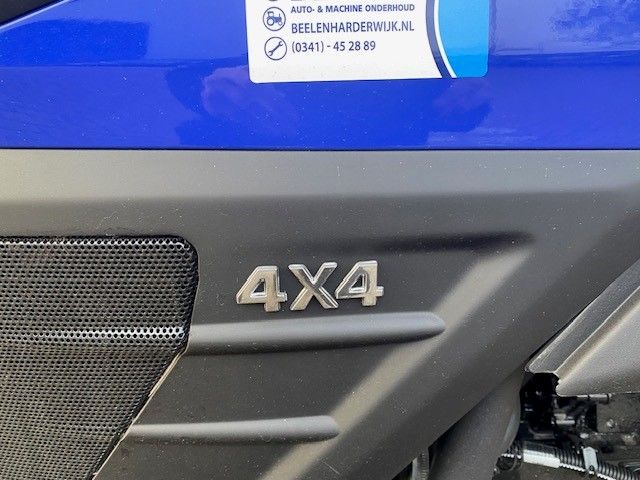 AUTO- & MACHINE ONDERHOUD
BEELENHARDERWIJK.NL
(0341) - 45 28 89
4X4